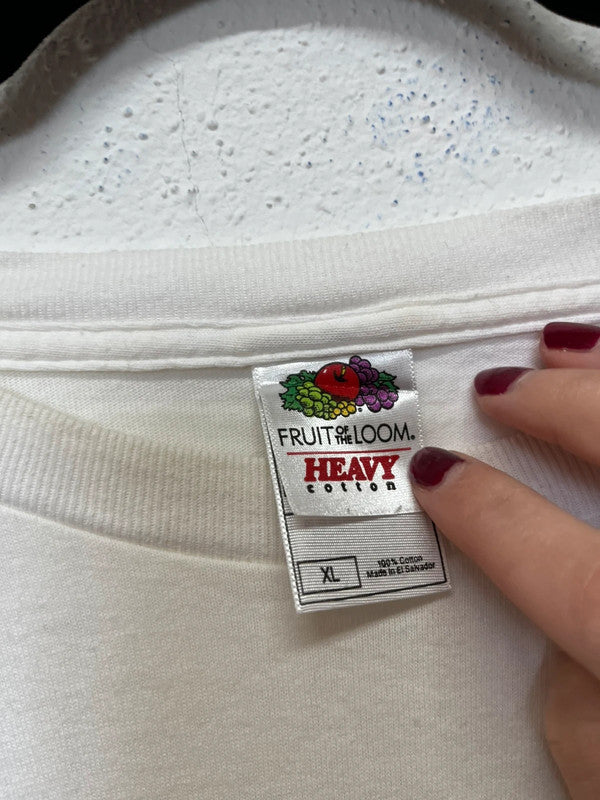 FRUIT OF THE LOOM.
HEAVY
cotton
XL
100% Cotton
Made in El Salvador